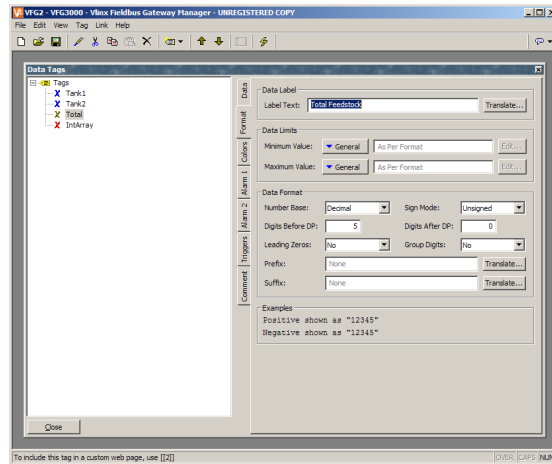 VFG2 - VFG3000 - Vlinx Fieldbus Gateway Manager - UNREGISTERED COPY
File Edit View Tag Link Help
Data Tags
Tags
Tank1
Tank2
Total
IntArray
Data
Format
Colors
Alarm 1
Alarm 2
Triggers
Comment
Data Label
Label Text: Total Feedstock Translate...
Data Limits
Minimum Value: General As Per Format Edit...
Maximum Value: General As Per Format Edit...
Data Format
Number Base: Decimal Sign Mode: Unsigned
Digits Before DP: 5 Digits After DP: 0
Leading Zeros: No Group Digits: No
Prefix: None Translate...
Suffix: None Translate...
Examples
Positive shown as "12345"
Negative shown as "12345"
Close
To include this tag in a custom web page, use [[2]] OVER CAPS NUM